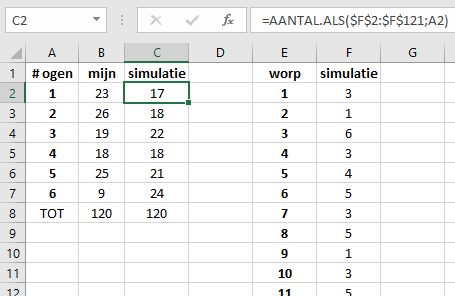 C2 fx =AANTAL.ALS($F$2:$F$121;A2)
A B C D E F G
1 # ogen mijn simulatie worp simulatie
2 1 23 17 1 3
3 2 26 18 2 1
4 3 19 22 3 6
5 4 18 18 4 3
6 5 25 21 5 4
7 6 9 24 6 5
8 TOT 120 120 7 3
9 8 5
10 9 1
11 10 3
12 11 5